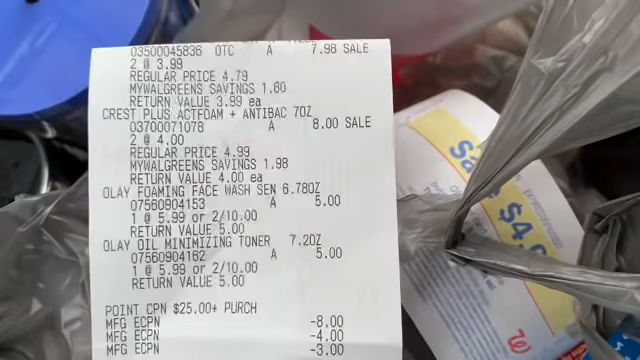 03500045836 OTC A 7.98 SALE
2 @ 3.99
REGULAR PRICE 4.79
MYWALGREENS SAVINGS 1.60
RETURN VALUE 3.99 ea
CREST PLUS ACTFOAM + ANTIBAC 7OZ
03700071078 A 8.00 SALE
2 @ 4.00
REGULAR PRICE 4.99
MYWALGREENS SAVINGS 1.98
RETURN VALUE 4.00 ea
OLAY FOAMING FACE WASH SEN 6.78OZ
07560904153 A 5.00
1 @ 5.99 or 2/10.00
RETURN VALUE 5.00
OLAY OIL MINIMIZING TONER 7.2OZ
07560904162 A 5.00
1 @ 5.99 or 2/10.00
RETURN VALUE 5.00
POINT CPN $25.00+ PURCH
MFG ECPN -8.00
MFG ECPN -4.00
MFG ECPN -3.00